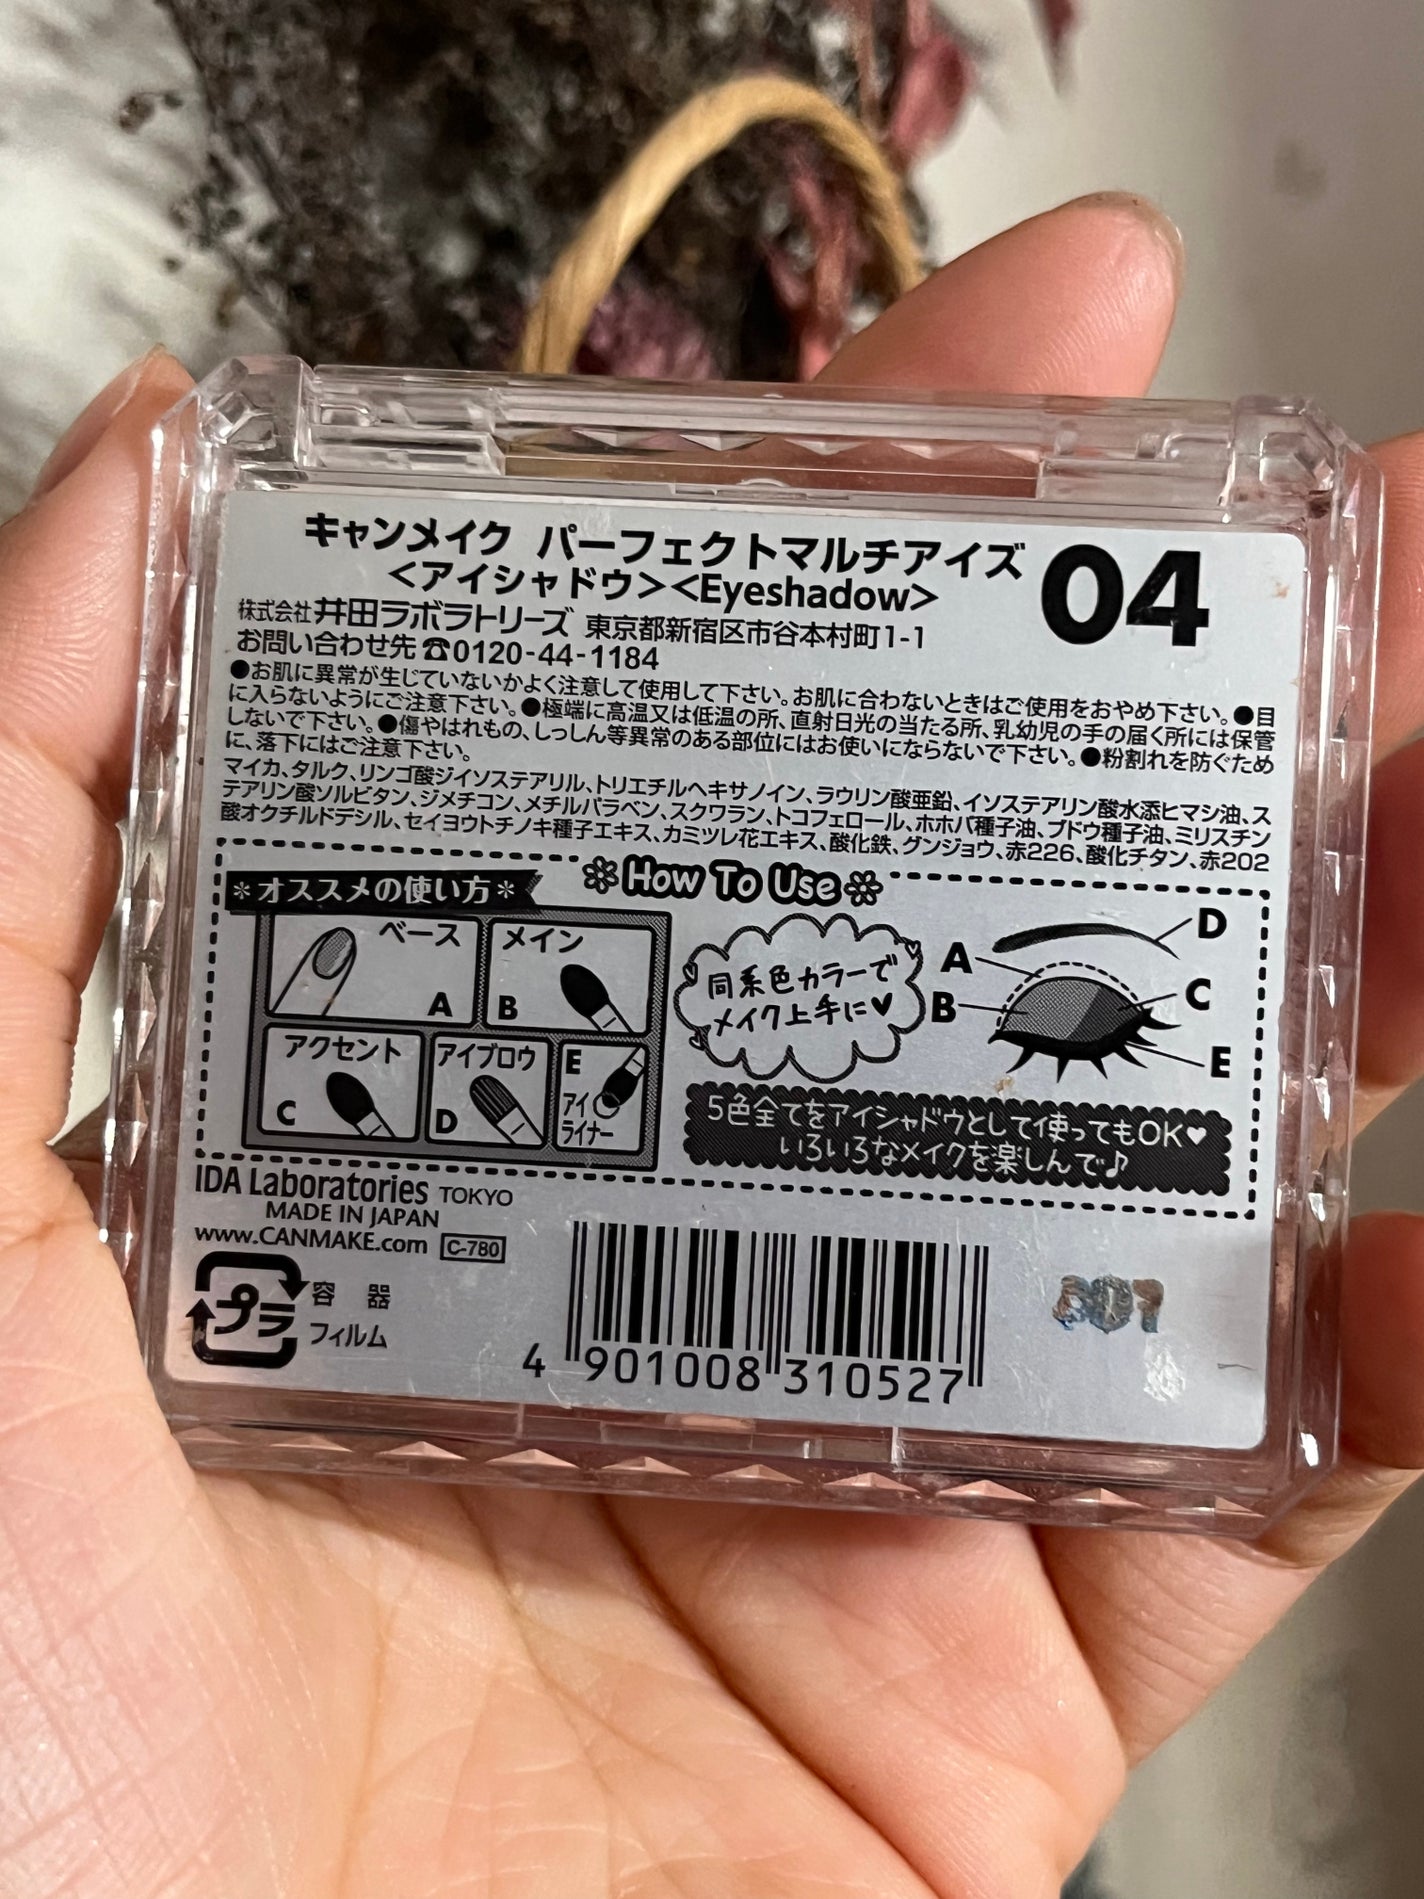 キャンメイク パーフェクトマルチアイズ 04
<アイシャドウ><Eyeshadow>
株式会社 井田ラボラトリーズ 東京都新宿区市谷本村町1-1
お問い合わせ先 ☎0120-44-1184
●お肌に異常が生じていないかよく注意して使用して下さい。お肌に合わないときはご使用をおやめ下さい。●目
に入らないようにご注意下さい。●極端に高温又は低温の所、直射日光の当たる所、乳幼児の手の届く所には保管
しないで下さい。●傷やはれもの、しっしん等異常のある部位にはお使いにならないで下さい。●粉割れを防ぐため
に、落下にはご注意下さい。
マイカ、タルク、リンゴ酸ジイソステアリル、トリエチルヘキサノイン、ラウリン酸亜鉛、イソステアリン酸水添ヒマシ油、ス
テアリン酸ソルビタン、ジメチコン、メチルパラベン、スクワラン、トコフェロール、ホホバ種子油、ブドウ種子油、ミリスチン
酸オクチルドデシル、セイヨウトチノキ種子エキス、カミツレ花エキス、酸化鉄、グンジョウ、赤226、酸化チタン、赤202
How To Use
*オススメの使い方*
ベース
A
メイン
B
アクセント
C
アイブロウ
D
E
アイ
ライナー
同系色カラーで
メイク上手に♥
A
B
D
C
E
5色全てをアイシャドウとして使ってもOK♥
いろいろなメイクを楽しんで♪
IDA Laboratories TOKYO
MADE IN JAPAN
www.CANMAKE.com C-780
プラ
容 器
フィルム
4 901008 310527